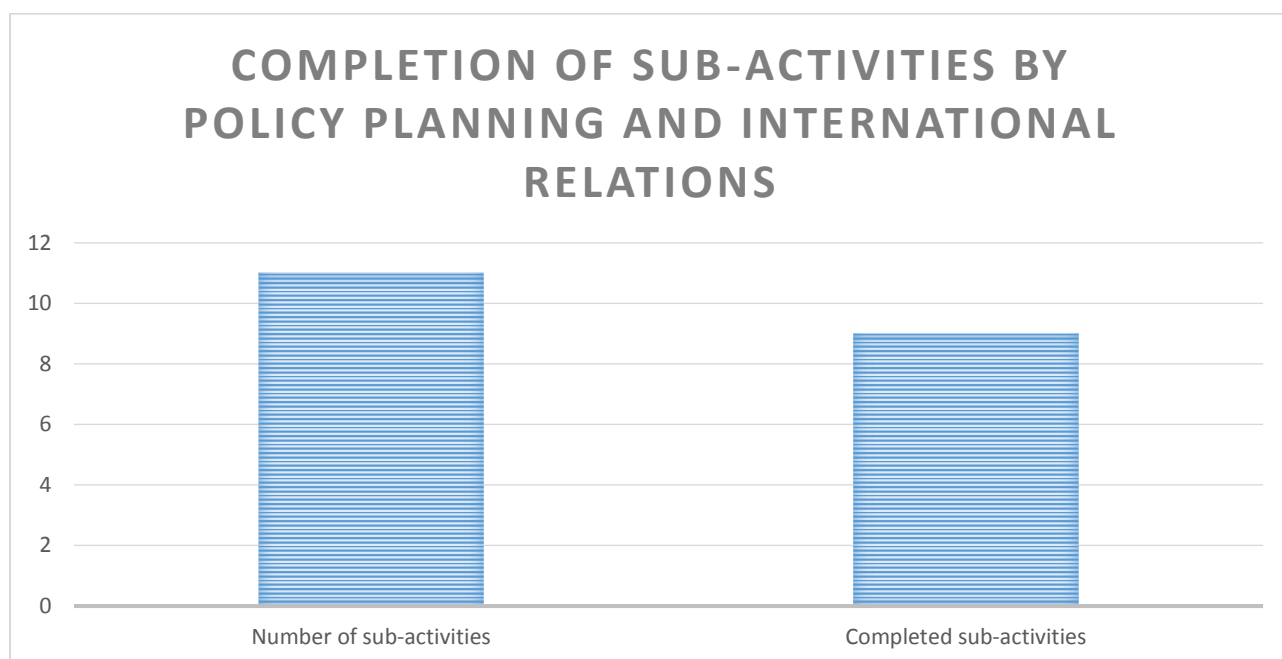 COMPLETION OF SUB-ACTIVITIES BY
POLICY PLANNING AND INTERNATIONAL
RELATIONS
12
10
8
6
4
2
0
Number of sub-activities
Completed sub-activities